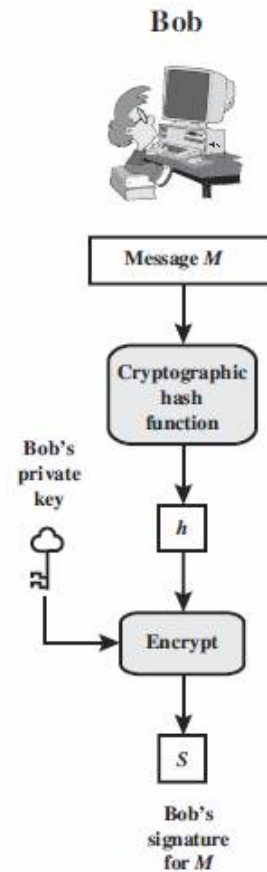 Bob
Message M
Cryptographic
hash
function
Bob's
private
key
h
Encrypt
S
Bob's
signature
for M